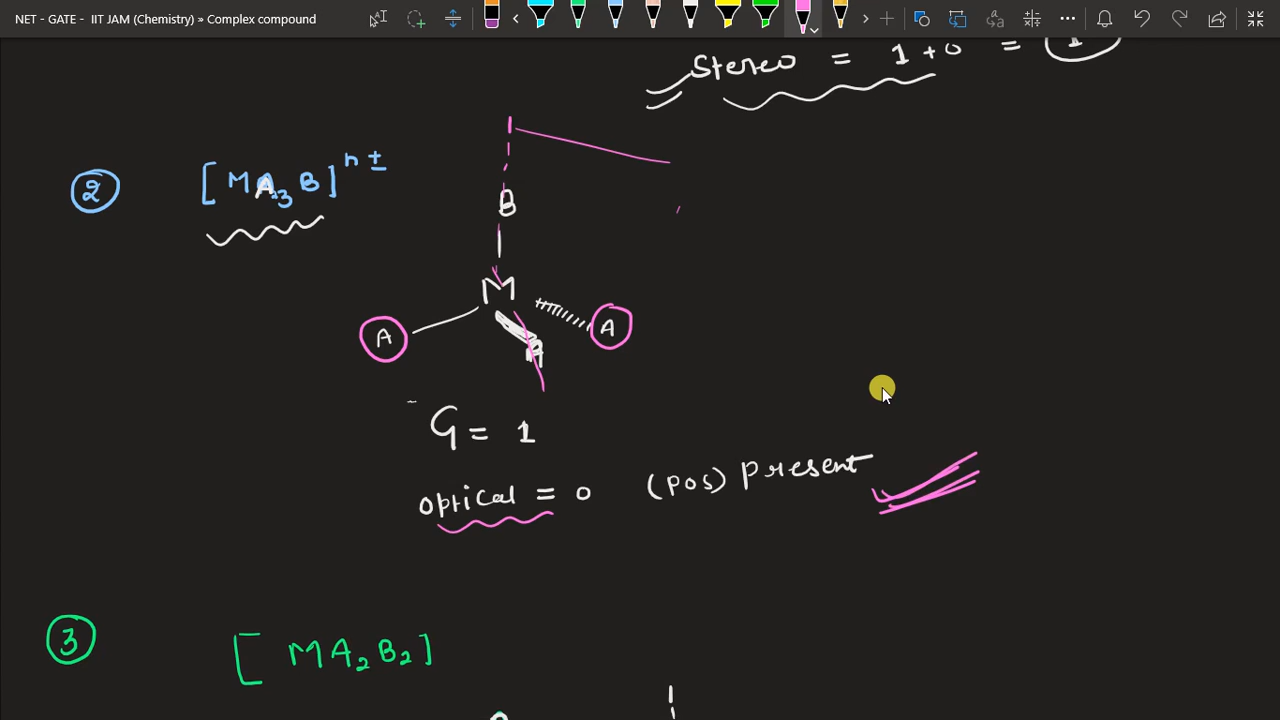 NET - GATE - IIT JAM (Chemistry) » Complex compound
Stereo = 1 + 0 = 1
② [MA₃B]ⁿ±
B
M
A A
A
G = 1
optical = 0 (pos) present
③ [MA₂B₂]